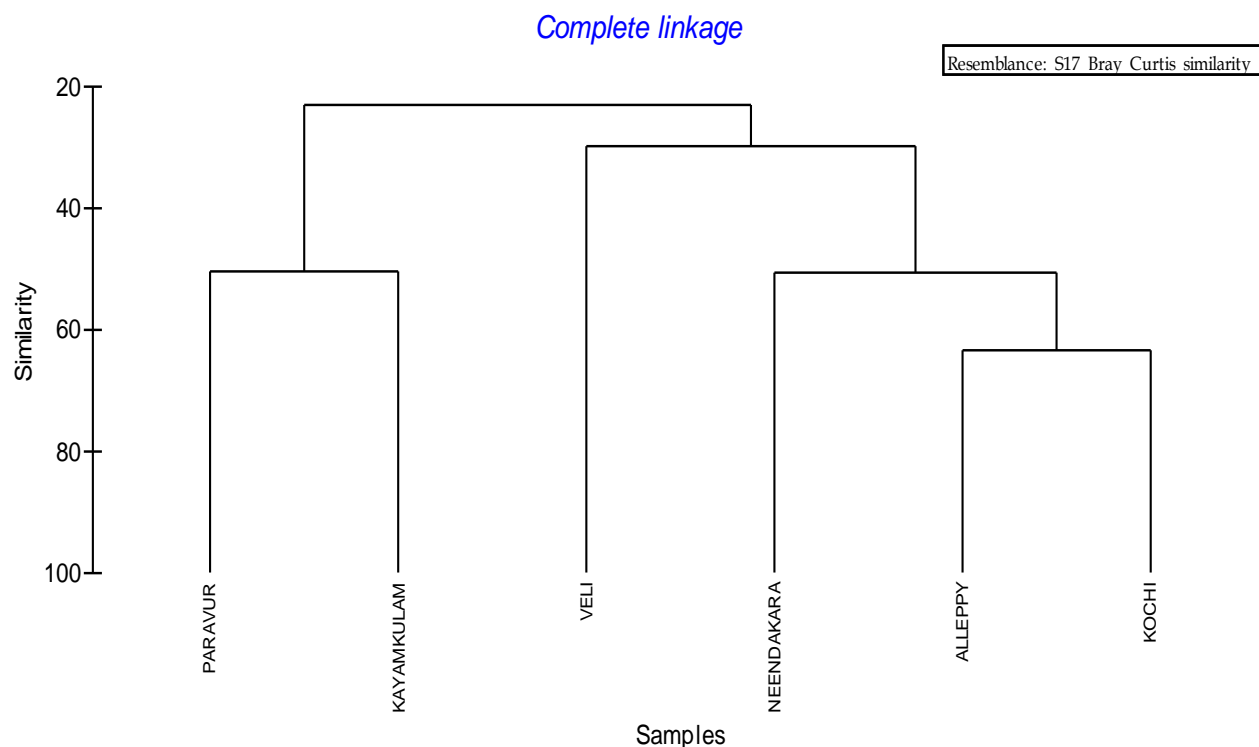 Complete linkage
Resemblance: S17 Bray Curtis similarity
20
40
60
80
100
Similarity
PARAVUR
KAYAMKULAM
VELI
NEENDAKARA
ALLEPPY
KOCHI
Samples